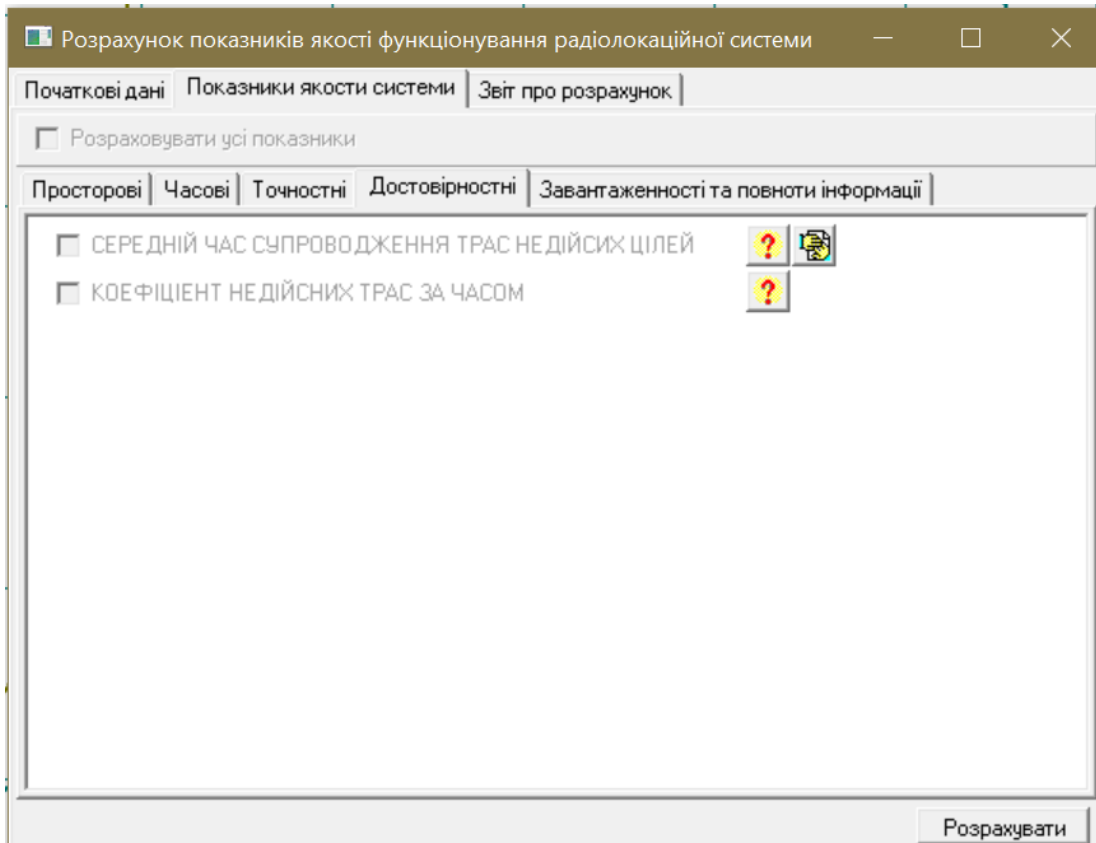 Розрахунок показників якості функціонування радіолокаційної системи
Початкові дані Показники якости системи Звіт про розрахунок
Розраховувати усі показники
Просторові Часові Точностні Достовірностні Завантаженності та повноти інформації
СЕРЕДНІЙ ЧАС СУПРОВОДЖЕННЯ ТРАС НЕДІЙСИХ ЦІЛЕЙ ?
КОЕФІЦІЕНТ НЕДІЙСНИХ ТРАС ЗА ЧАСОМ ?
Розрахувати